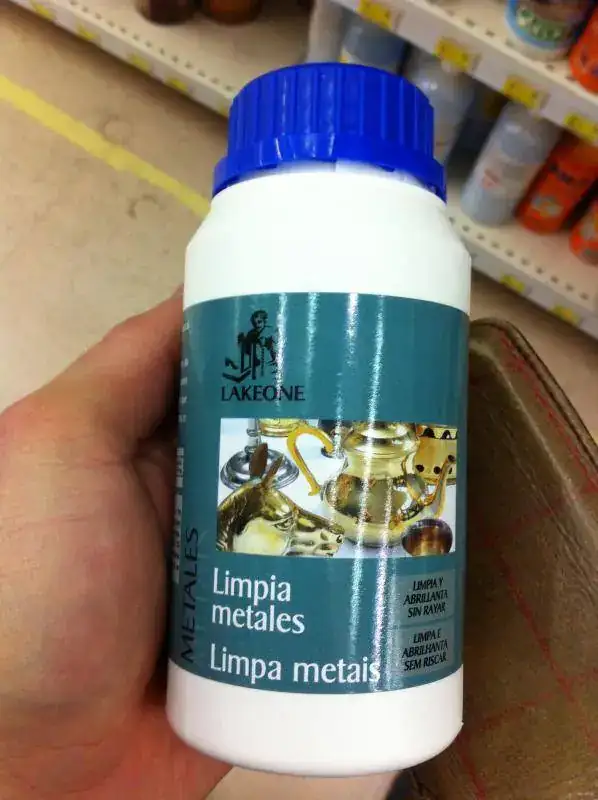 LAKEONE
METALES
Limpia
metales
Limpa metais
LIMPIA Y
ABRILLANTA
SIN RAYAR
LIMPA E
ABRILHANTA
SEM RISCAR